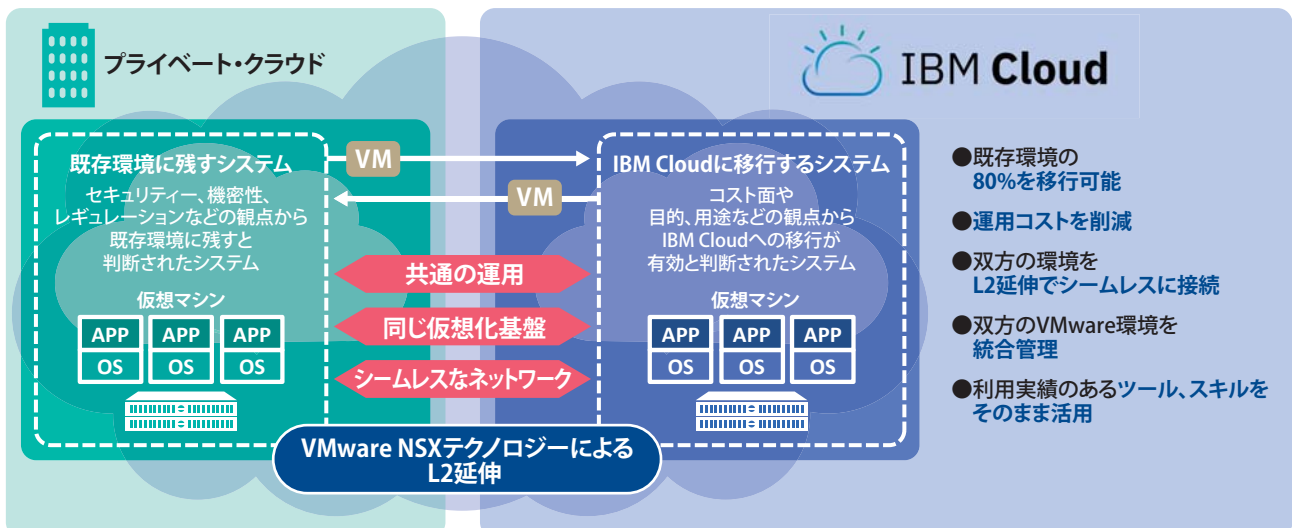 プライベート・クラウド
IBM Cloud
既存環境に残すシステム
セキュリティー、機密性、
レギュレーションなどの観点から
既存環境に残すと
判断されたシステム
仮想マシン
APP APP APP
OS OS OS
VM
VM
共通の運用
同じ仮想化基盤
シームレスなネットワーク
IBM Cloudに移行するシステム
コスト面や
目的、用途などの観点から
IBM Cloudへの移行が
有効と判断されたシステム
仮想マシン
APP APP APP
OS OS OS
VMware NSXテクノロジーによる
L2延伸
●既存環境の
80%を移行可能
●運用コストを削減
●双方の環境を
L2延伸でシームレスに接続
●双方のVMware環境を
統合管理
●利用実績のあるツール、スキルを
そのまま活用